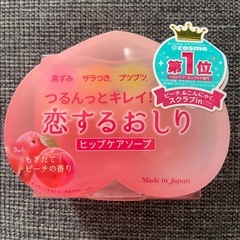 黒ずみ ザラつき ブツブツ
つるんっとキレイ!
恋するおしり
ヒップケアソープ
もぎたて
ピーチの香り
Made in Japan
@cosme
第1位
ピーチ&こんにゃく
スクラブin